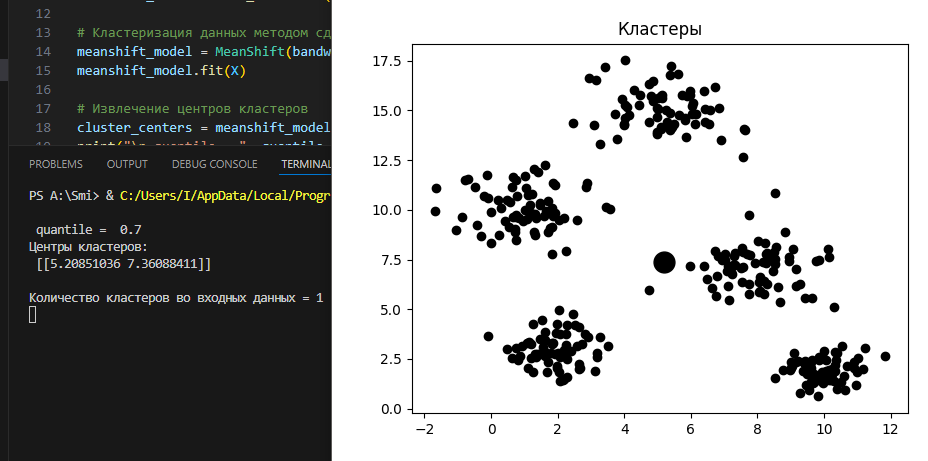 12
13 # Кластеризация данных методом сд
14 meanshift_model = MeanShift(bandw
15 meanshift_model.fit(X)
16
17 # Извлечение центров кластеров
18 cluster_centers = meanshift_model
PROBLEMS OUTPUT DEBUG CONSOLE TERMINAL
PS A:\Smi> & C:/Users/I/AppData/Local/Progr
quantile = 0.7
Центры кластеров:
[[5.20851036 7.36088411]]
Количество кластеров во входных данных = 1
Кластеры
17.5
15.0
12.5
10.0
7.5
5.0
2.5
0.0
−2 0 2 4 6 8 10 12